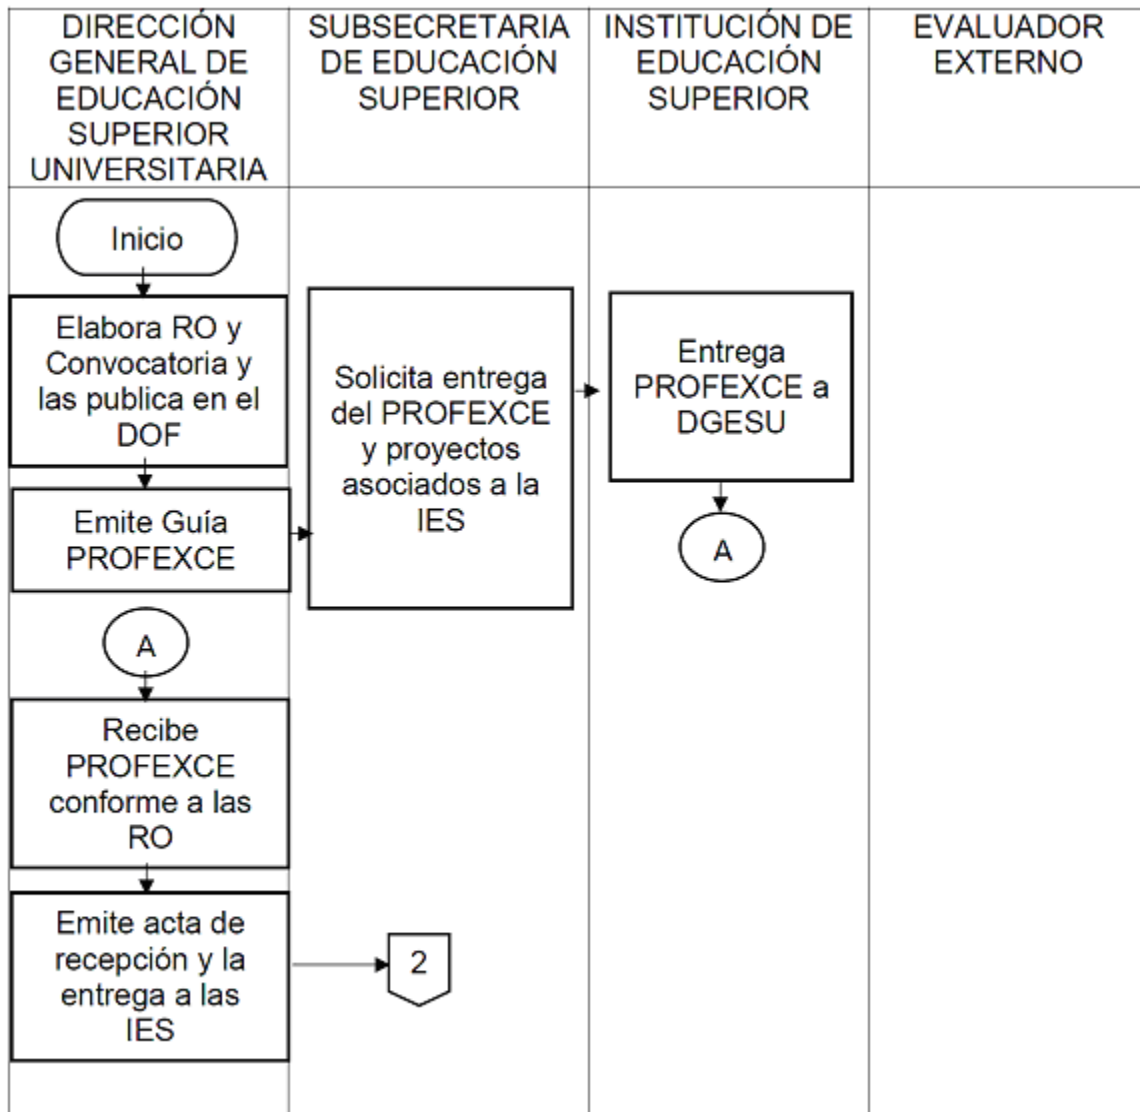 DIRECCIÓN
GENERAL DE
EDUCACIÓN
SUPERIOR
UNIVERSITARIA
SUBSECRETARIA
DE EDUCACIÓN
SUPERIOR
INSTITUCIÓN DE
EDUCACIÓN
SUPERIOR
EVALUADOR
EXTERNO
Inicio
Elabora RO y
Convocatoria y
las publica en el
DOF
Emite Guía
PROFEXCE
Solicita entrega
del PROFEXCE
y proyectos
asociados a la
IES
Entrega
PROFEXCE a
DGESU
A
A
Recibe
PROFEXCE
conforme a las
RO
Emite acta de
recepción y la
entrega a las
IES
2